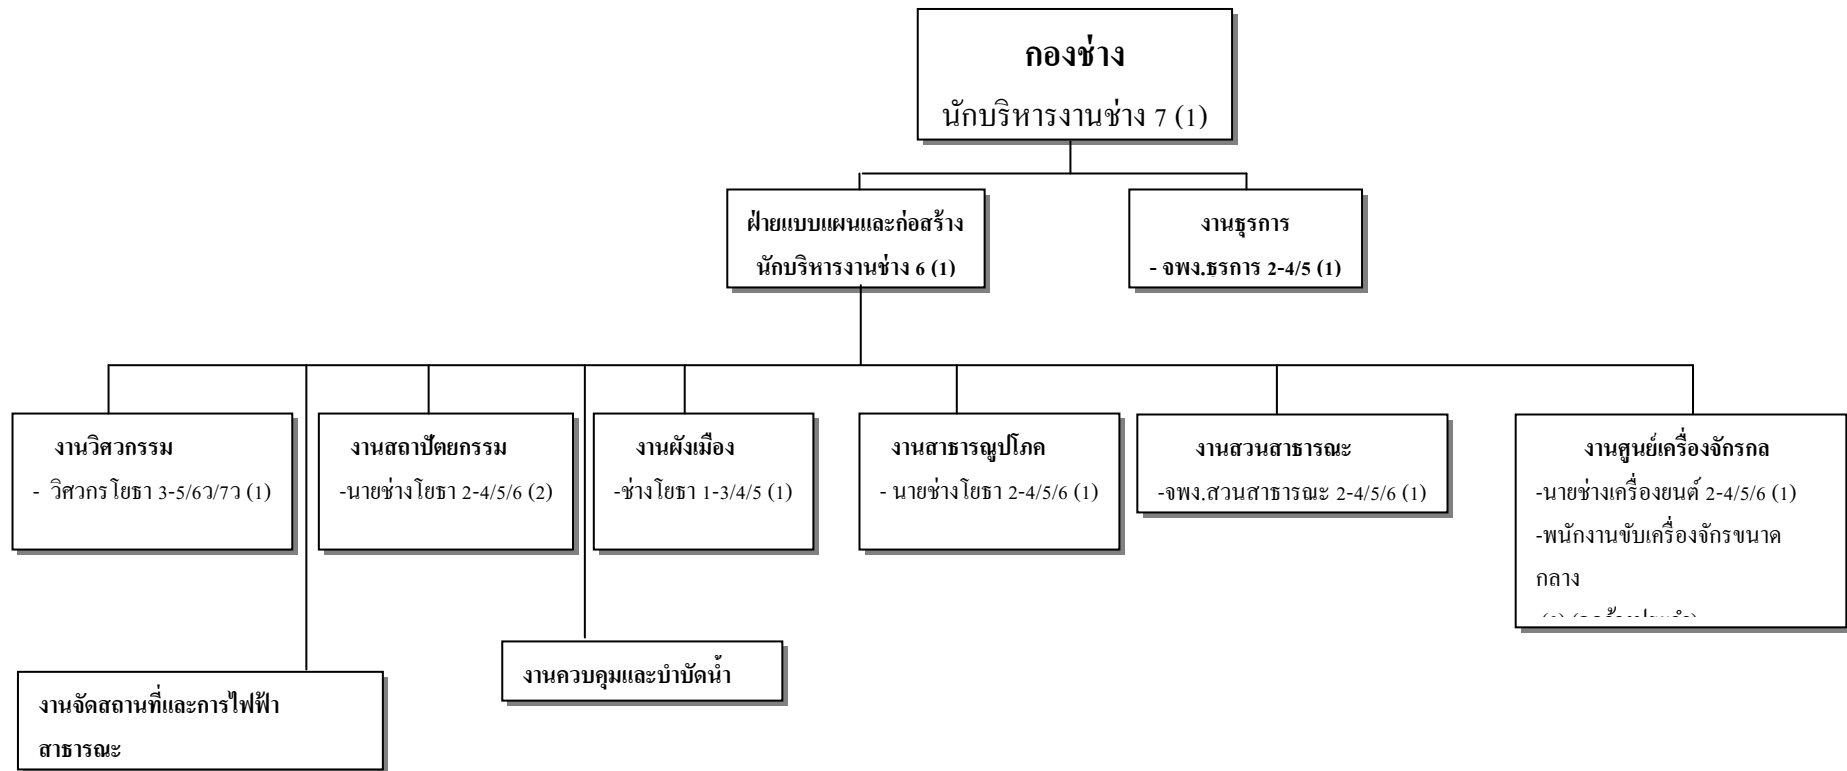 กองช่าง
นักบริหารงานช่าง 7 (1)
ฝ่ายแบบแผนและก่อสร้าง
นักบริหารงานช่าง 6 (1)
งานธุรการ
- จพง.ธุรการ 2-4/5 (1)
งานวิศวกรรม
- วิศวกรโยธา 3-5/6ว/7ว (1)
งานสถาปัตยกรรม
-นายช่างโยธา 2-4/5/6 (2)
งานผังเมือง
-ช่างโยธา 1-3/4/5 (1)
งานสาธารณูปโภค
- นายช่างโยธา 2-4/5/6 (1)
งานสวนสาธารณะ
-จพง.สวนสาธารณะ 2-4/5/6 (1)
งานศูนย์เครื่องจักรกล
-นายช่างเครื่องยนต์ 2-4/5/6 (1)
-พนักงานขับเครื่องจักรขนาด
กลาง
งานควบคุมและบำบัดน้ำ
งานจัดสถานที่และการไฟฟ้า
สาธารณะ